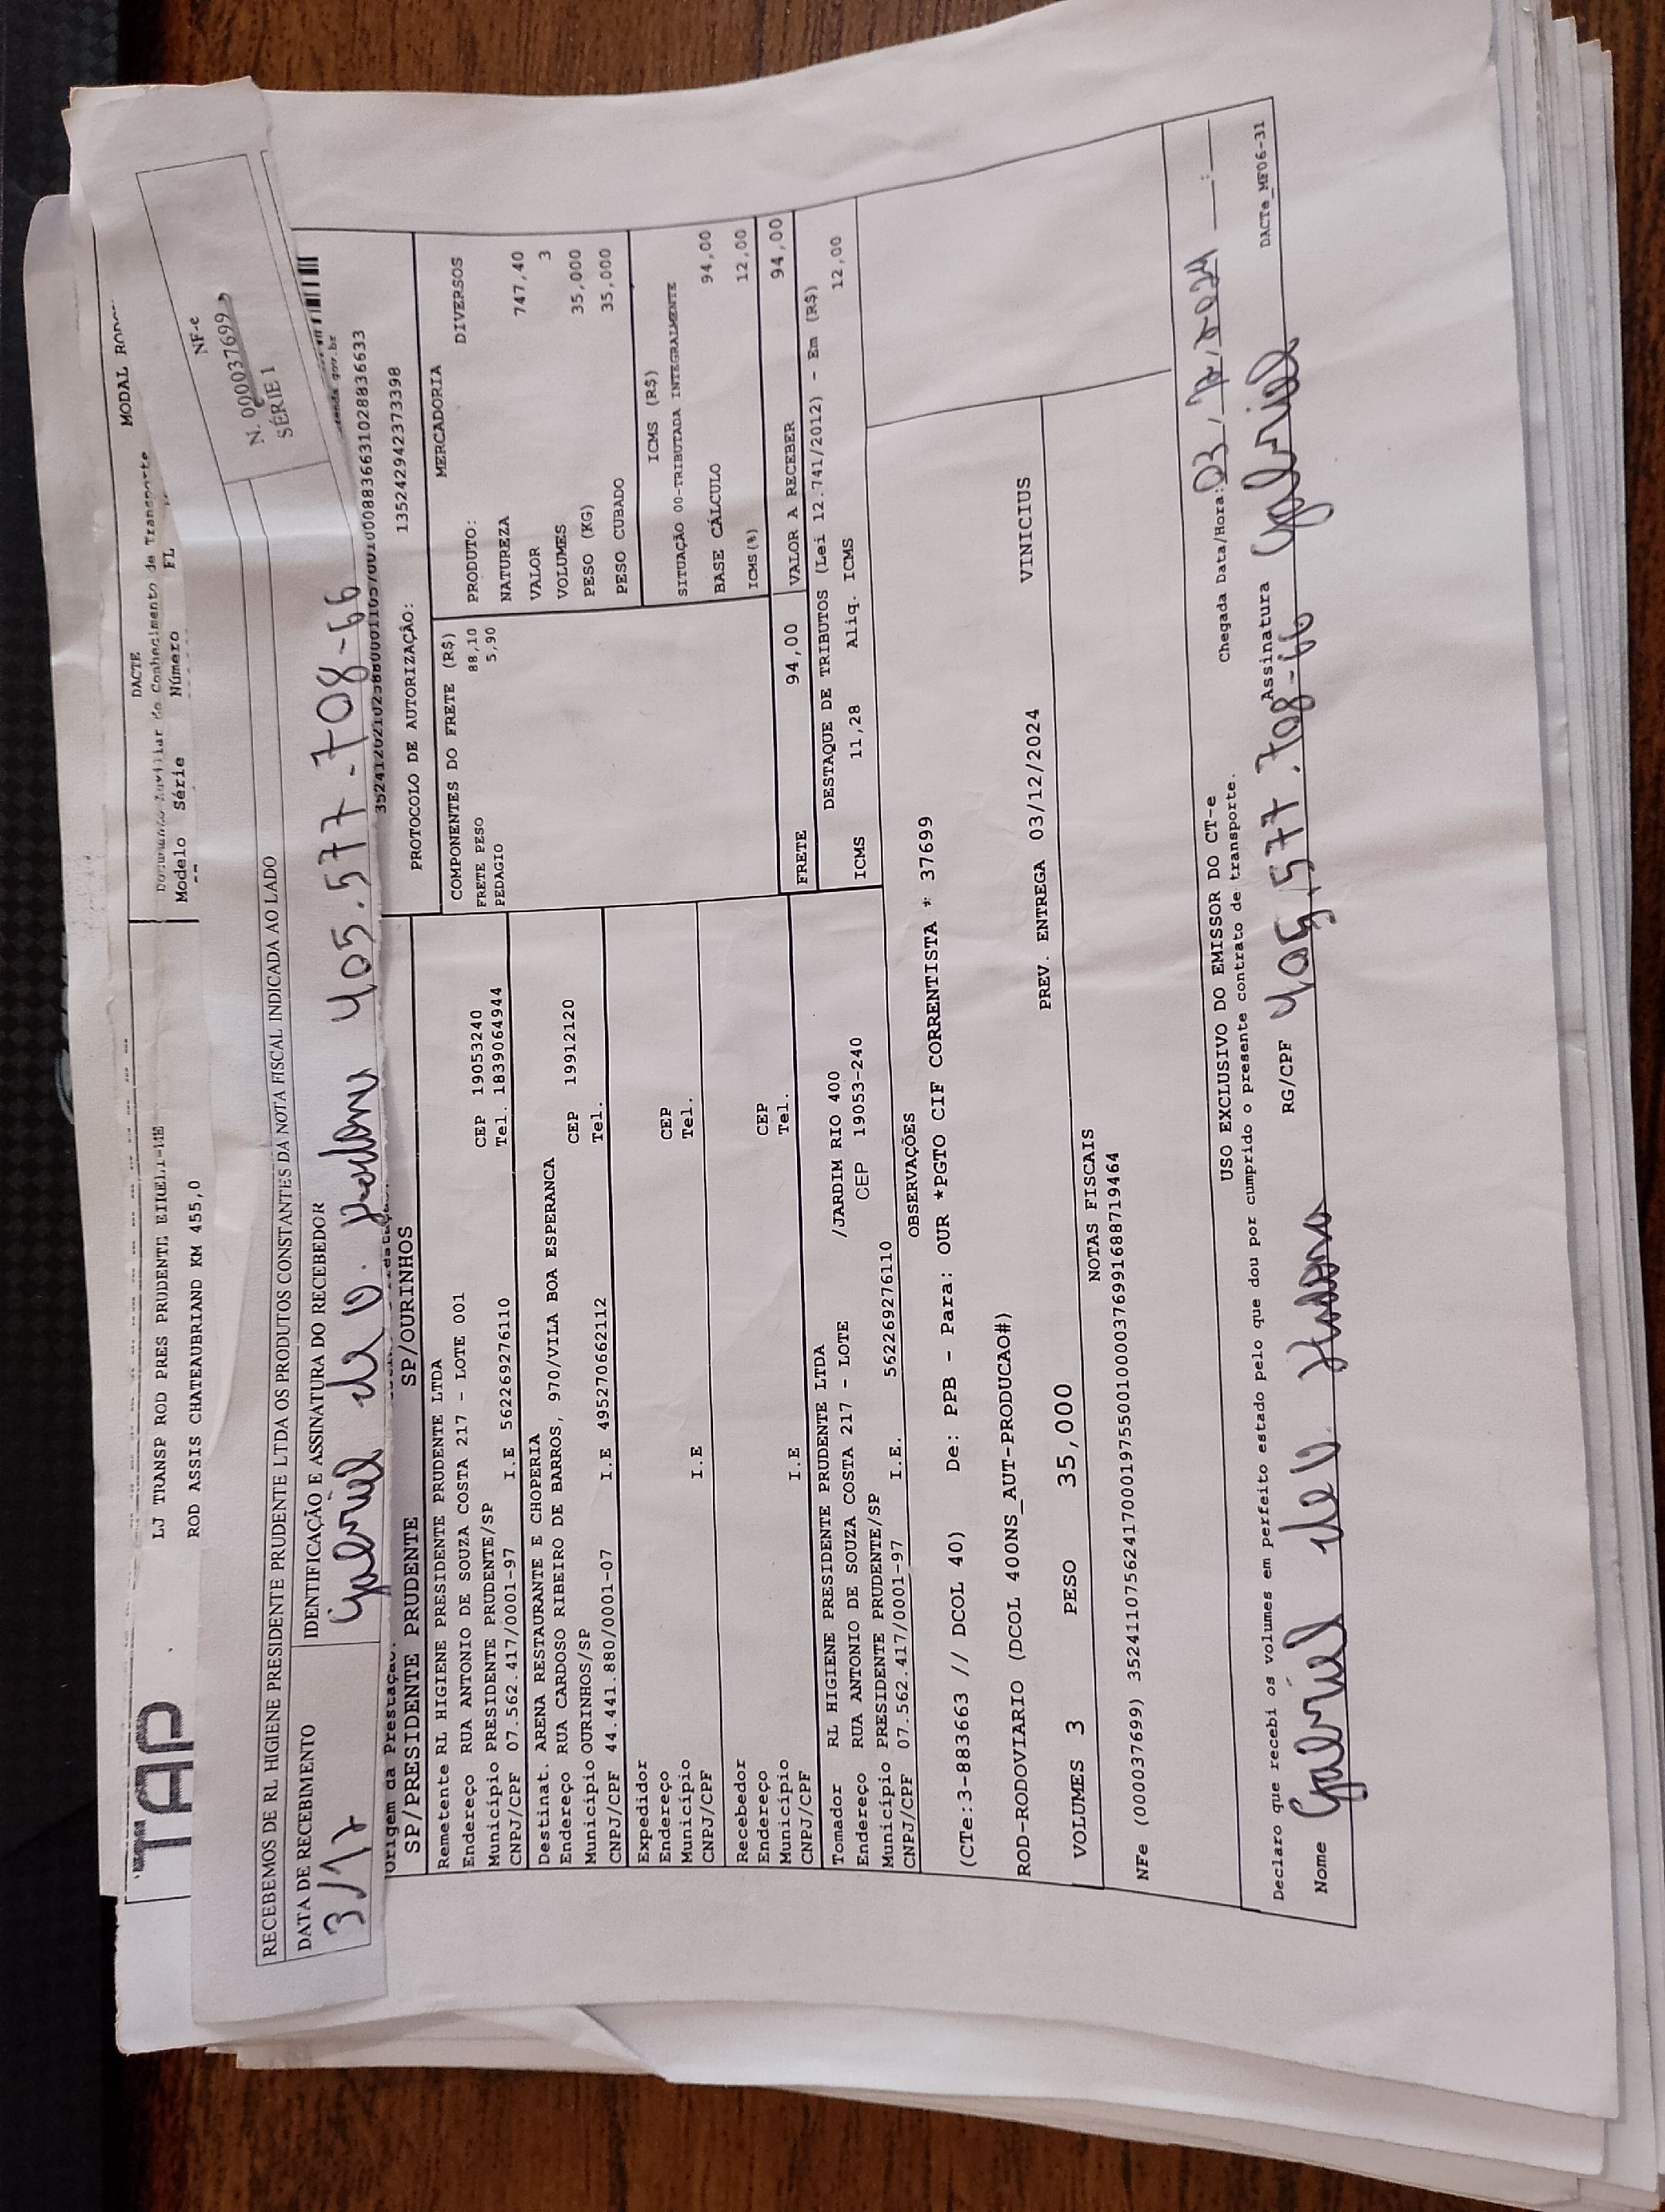 TAP
LJ TRANSP ROD PRES PRUDENTE EIRELI-ME
ROD ASSIS CHATEAUBRIAND KM 455,0
DACTE
Documento Auxiliar do Conhecimento de Transporte
MODAL
Modelo Série Número FL
NF-e
N. 000037699
SÉRIE 1
RECEBEMOS DE RL HIGIENE PRESIDENTE PRUDENTE LTDA OS PRODUTOS CONSTANTES DA NOTA FISCAL INDICADA AO LADO
DATA DE RECEBIMENTO IDENTIFICAÇÃO E ASSINATURA DO RECEBEDOR
3/12 Gabriel de 405.577.708-66
Origem da Prestação.
SP/PRESIDENTE PRUDENTE SP/OURINHOS
PROTOCOLO DE AUTORIZAÇÃO: 135242942373398
Remetente RL HIGIENE PRESIDENTE PRUDENTE LTDA
Endereço RUA ANTONIO DE SOUZA COSTA 217 - LOTE 001 CEP 19053240
Município PRESIDENTE PRUDENTE/SP Tel. 1839064944
CNPJ/CPF 07.562.417/0001-97 I.E 562269276110
Destinat. ARENA RESTAURANTE E CHOPERIA
Endereço RUA CARDOSO RIBEIRO DE BARROS, 970/VILA BOA ESPERANCA
Município OURINHOS/SP CEP 19912120
CNPJ/CPF 44.441.880/0001-07 I.E 495270662112 Tel.
Expedidor
Endereço CEP
Município Tel.
CNPJ/CPF I.E
Recebedor
Endereço CEP
Município Tel.
CNPJ/CPF I.E
Tomador RL HIGIENE PRESIDENTE PRUDENTE LTDA
Endereço RUA ANTONIO DE SOUZA COSTA 217 - LOTE /JARDIM RIO 400
Município PRESIDENTE PRUDENTE/SP CEP 19053-240
CNPJ/CPF 07.562.417/0001-97 I.E. 562269276110
COMPONENTES DO FRETE (R$)
FRETE PESO 88,10
PEDAGIO 5,90
MERCADORIA
PRODUTO: DIVERSOS
NATUREZA
VALOR 747,40
VOLUMES 3
PESO (KG) 35,000
PESO CUBADO 35,000
ICMS (R$)
SITUAÇÃO 00-TRIBUTADA INTEGRALMENTE
BASE CÁLCULO 94,00
ICMS(%) 12,00
FRETE 94,00 VALOR A RECEBER 94,00
DESTAQUE DE TRIBUTOS (Lei 12.741/2012) - Em (R$)
ICMS 11,28 Aliq. ICMS 12,00
OBSERVAÇÕES
(CTe:3-883663 // DCOL 40) De: PPB - Para: OUR *PGTO CIF CORRENTISTA * 37699
ROD-RODOVIARIO (DCOL 400NS_AUT-PRODUCAO#) PREV. ENTREGA 03/12/2024 VINICIUS
VOLUMES 3 PESO 35,000
NOTAS FISCAIS
NFe (000037699) 35241107562417000197550010000376991688719464
USO EXCLUSIVO DO EMISSOR DO CT-e
Declaro que recebi os volumes em perfeito estado pelo que dou por cumprido o presente contrato de transporte.
Chegada Data/Hora: 03/12/2024 __:__
Nome Gabriel de RG/CPF 405.577.708-66 Assinatura Gabriel
DACTe_MF06-31